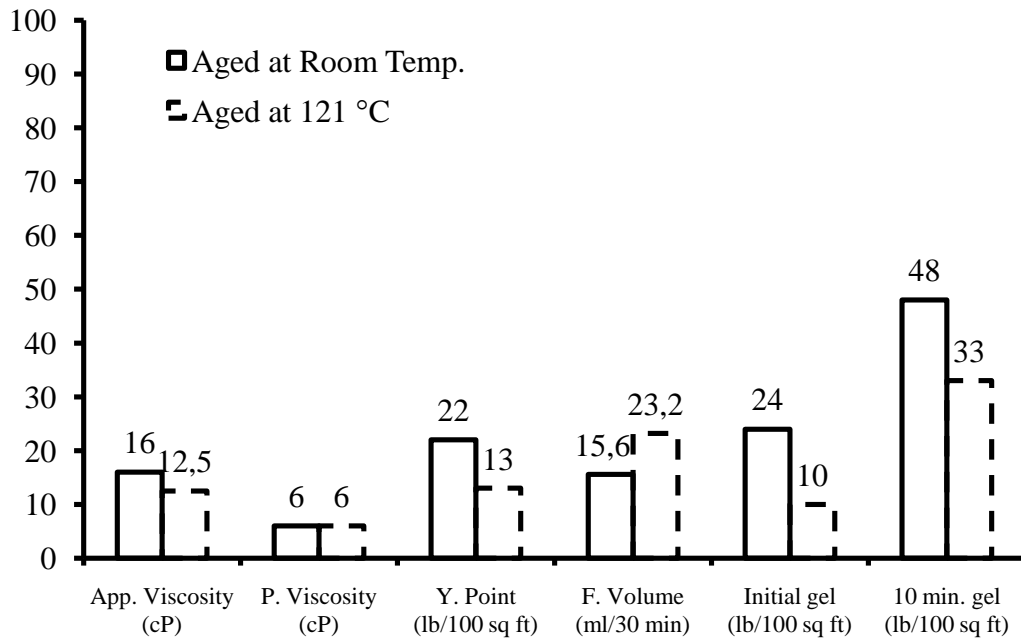 100
90
80
70
60
50
40
30
20
10
0
Aged at Room Temp.
Aged at 121 °C
16
12,5
6
6
22
13
15,6
23,2
24
10
48
33
App. Viscosity
(cP)
P. Viscosity
(cP)
Y. Point
(lb/100 sq ft)
F. Volume
(ml/30 min)
Initial gel
(lb/100 sq ft)
10 min. gel
(lb/100 sq ft)